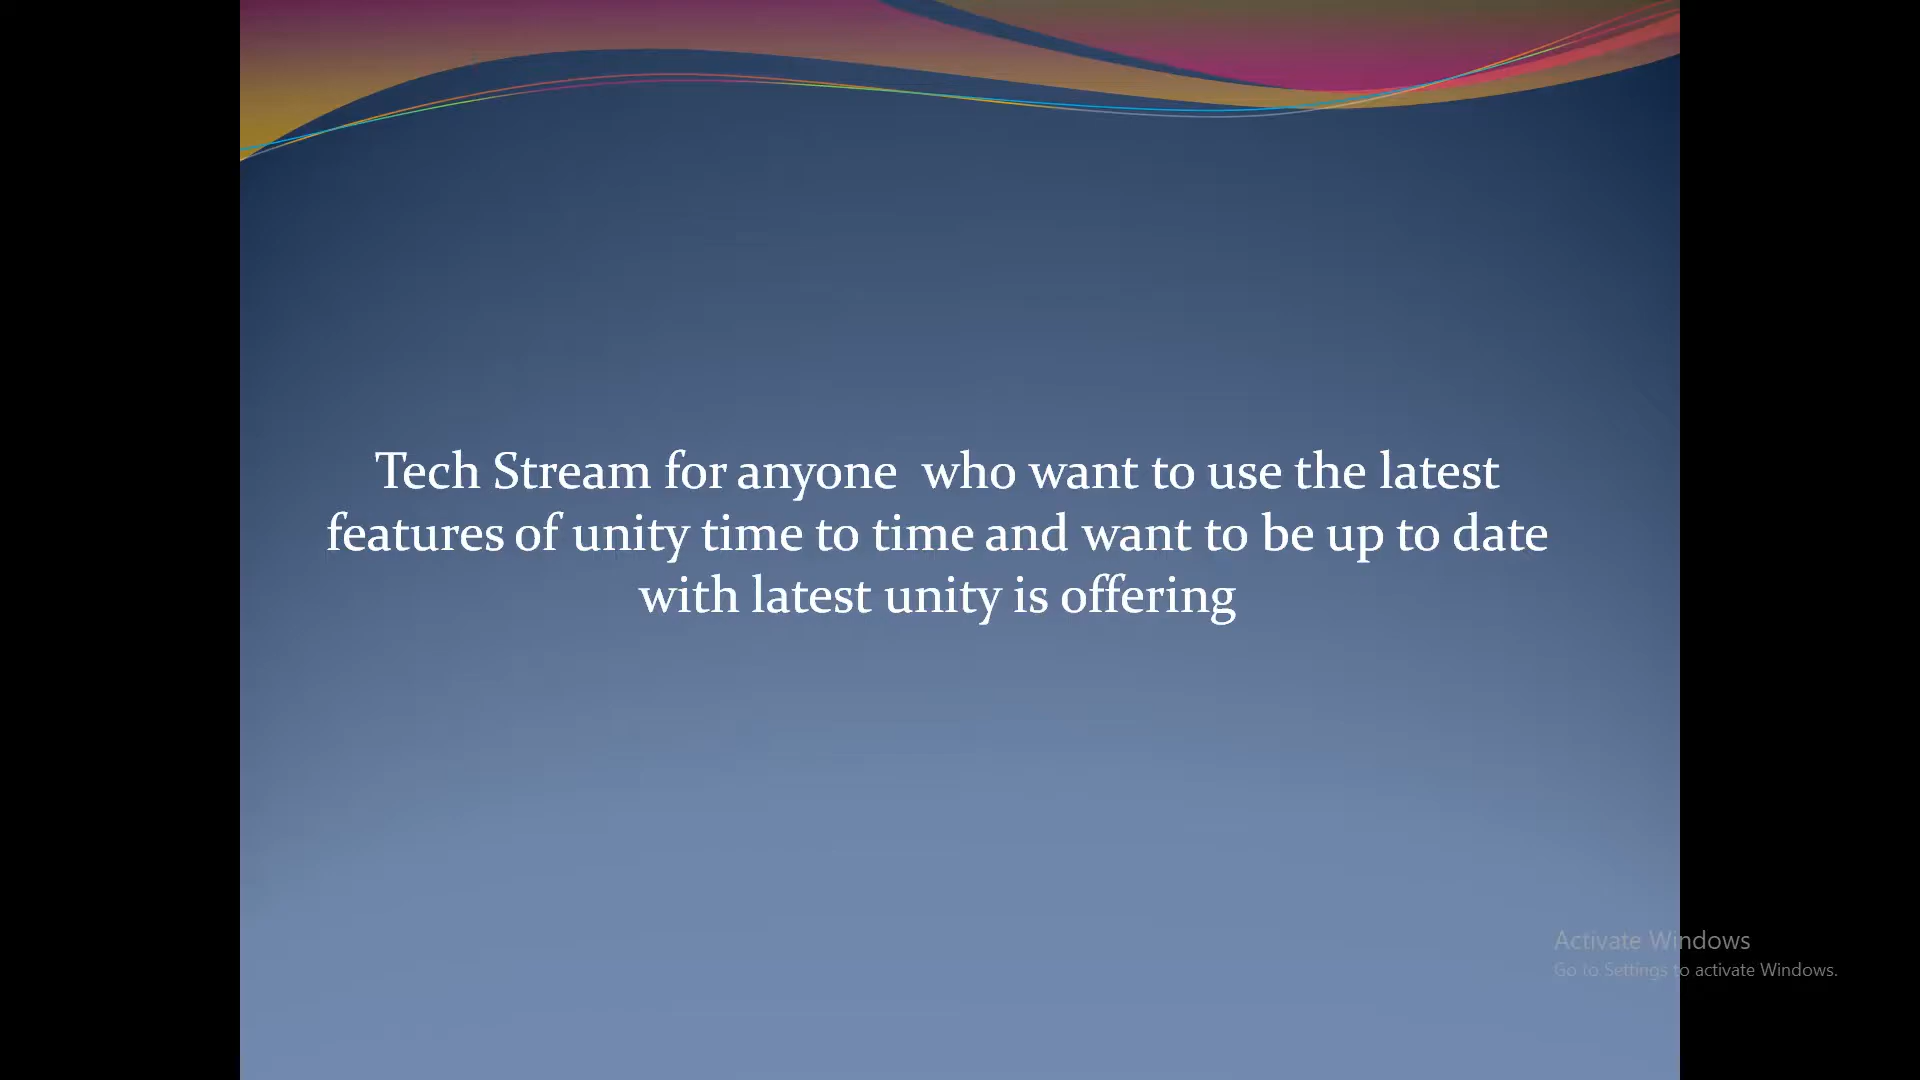 Tech Stream for anyone  who want to use the latest
features of unity time to time and want to be up to date
with latest unity is offering
Activate Windows
Go to Settings to activate Windows.